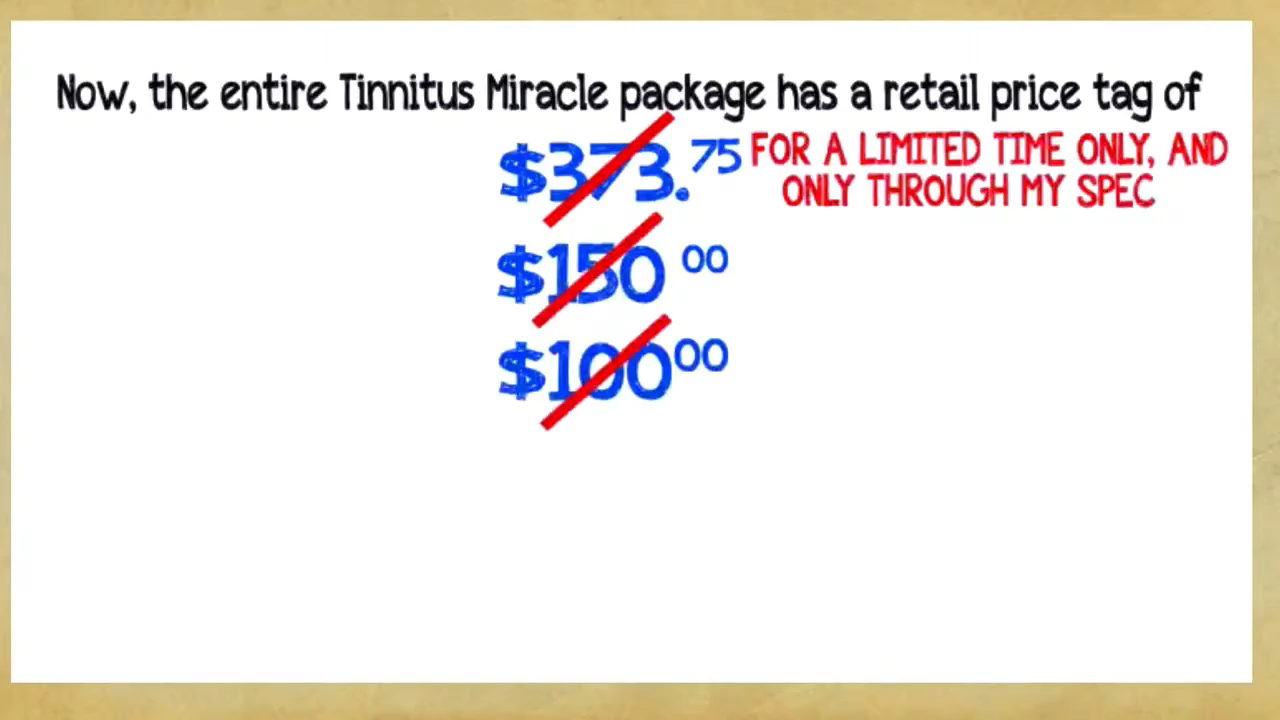 Now, the entire Tinnitus Miracle package has a retail price tag of
$373.75 FOR A LIMITED TIME ONLY, AND
ONLY THROUGH MY SPEC
$150 00
$100 00